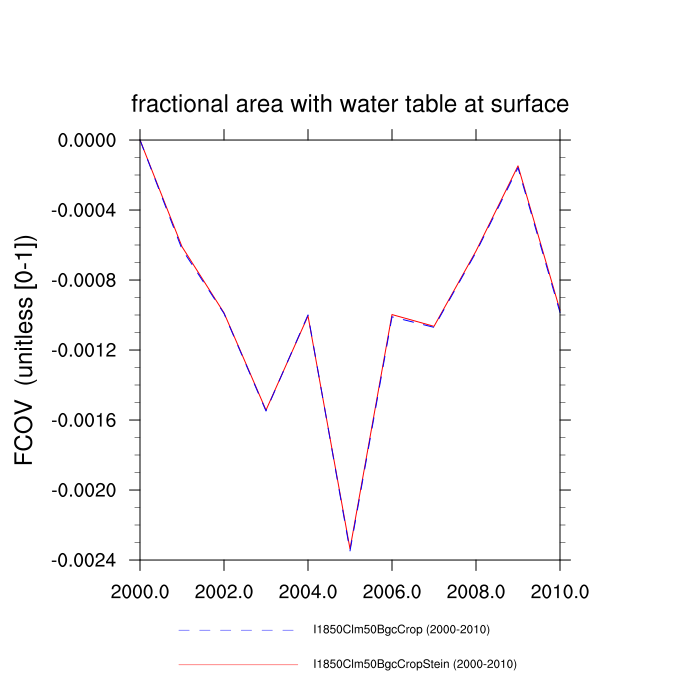 fractional area with water table at surface
0.0000
-0.0004
-0.0008
-0.0012
-0.0016
-0.0020
-0.0024
FCOV (unitless [0-1])
2000.0 2002.0 2004.0 2006.0 2008.0 2010.0
I1850Clm50BgcCrop (2000-2010)
I1850Clm50BgcCropStein (2000-2010)